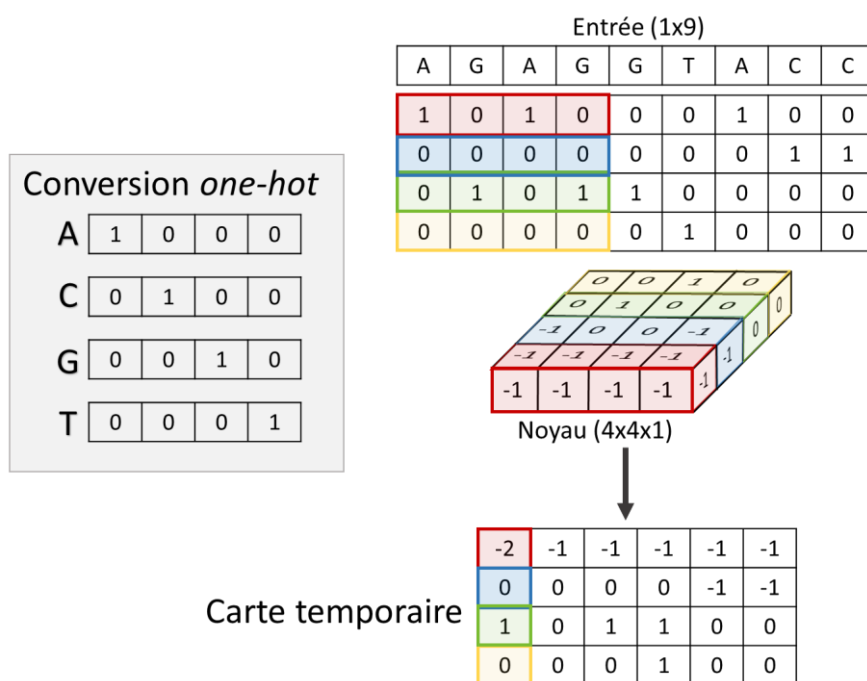 Entrée (1x9)
A G A G G T A C C
1 0 1 0 0 0 1 0 0
0 0 0 0 0 0 0 1 1
0 1 0 1 1 0 0 0 0
0 0 0 0 0 1 0 0 0
Conversion one-hot
A 1 0 0 0
C 0 1 0 0
G 0 0 1 0
T 0 0 0 1
0 0 1 0 0
0 1 0 0 0
-1 0 0 -1 -1
-1 -1 -1 -1 -1
-1 -1 -1 -1
Noyau (4x4x1)
Carte temporaire
-2 -1 -1 -1 -1 -1
0 0 0 0 -1 -1
1 0 1 1 0 0
0 0 0 1 0 0